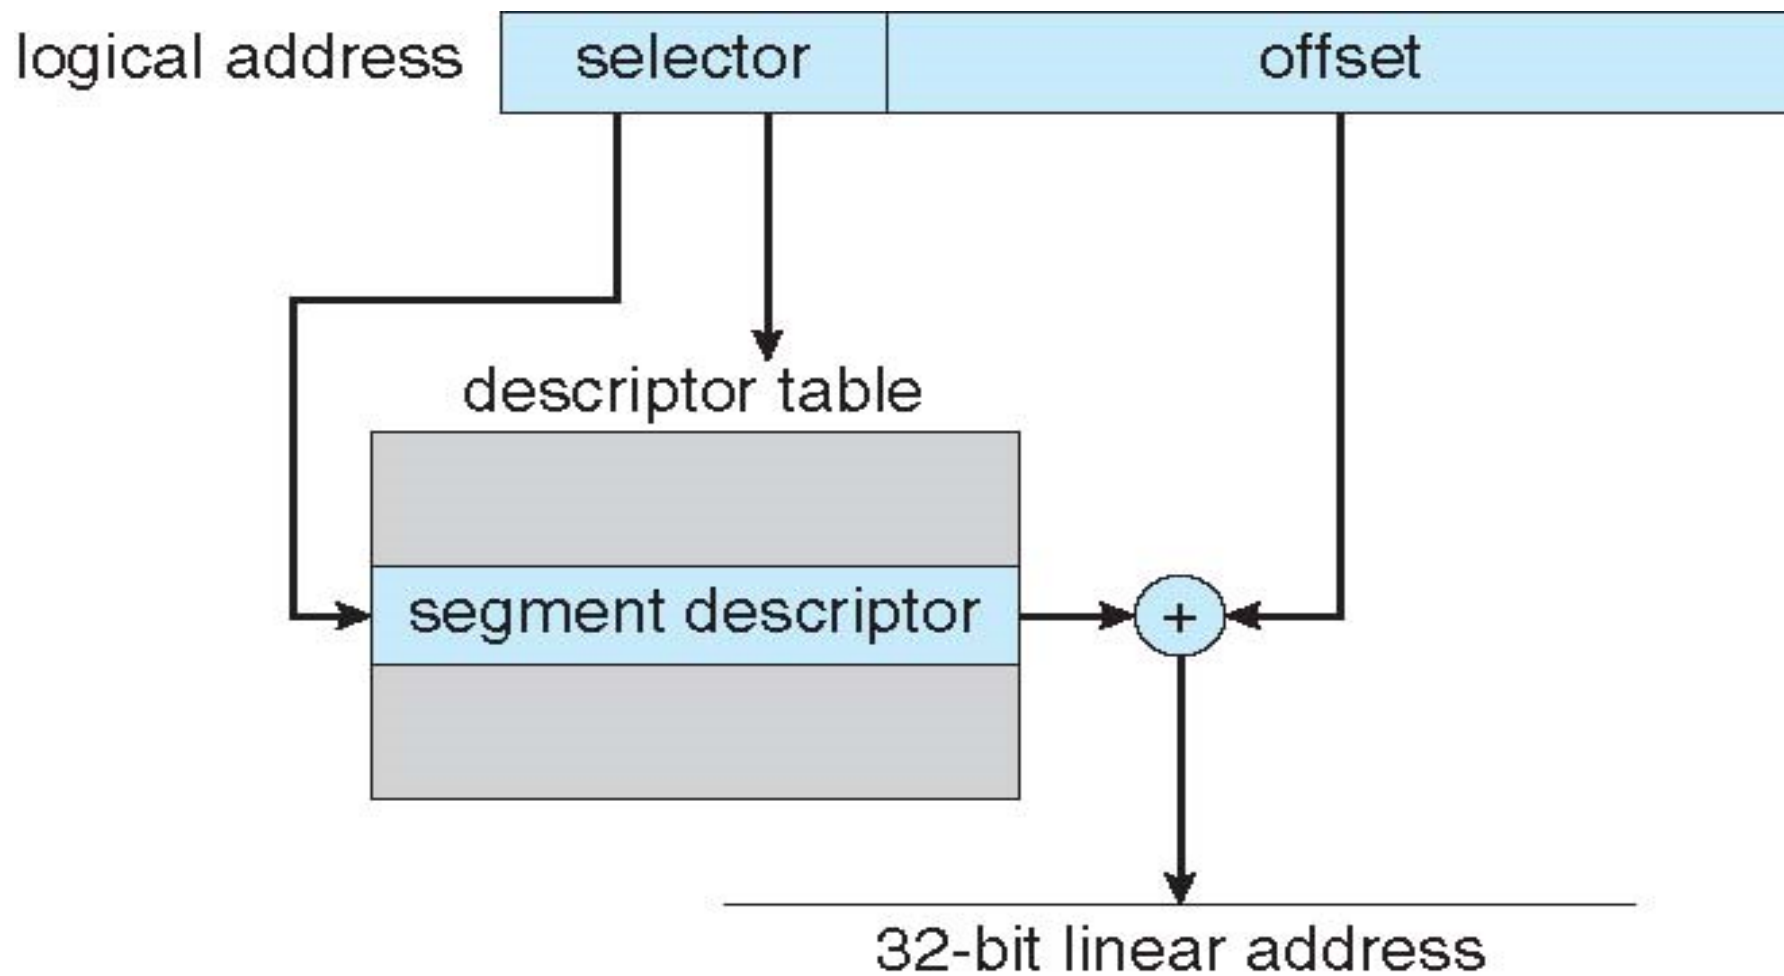 logical address selector offset
descriptor table
segment descriptor +
32-bit linear address